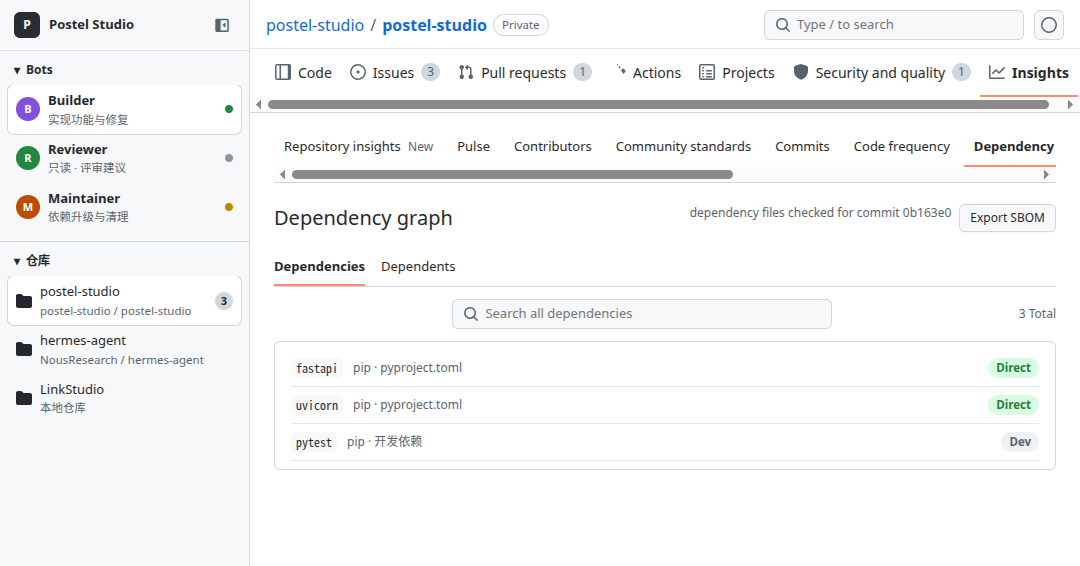 P Postel Studio
▼ Bots
B Builder
实现功能与修复
R Reviewer
只读 · 评审建议
M Maintainer
依赖升级与清理
▼ 仓库
postel-studio
postel-studio / postel-studio
3
hermes-agent
NousResearch / hermes-agent
LinkStudio
本地仓库
postel-studio / postel-studio Private
Type / to search
Code Issues 3 Pull requests 1 Actions Projects Security and quality 1 Insights
Repository insights New Pulse Contributors Community standards Commits Code frequency Dependency
Dependency graph
dependency files checked for commit 0b163e0 Export SBOM
Dependencies Dependents
Search all dependencies
3 Total
fastapi pip · pyproject.toml Direct
uvicorn pip · pyproject.toml Direct
pytest pip · 开发依赖 Dev